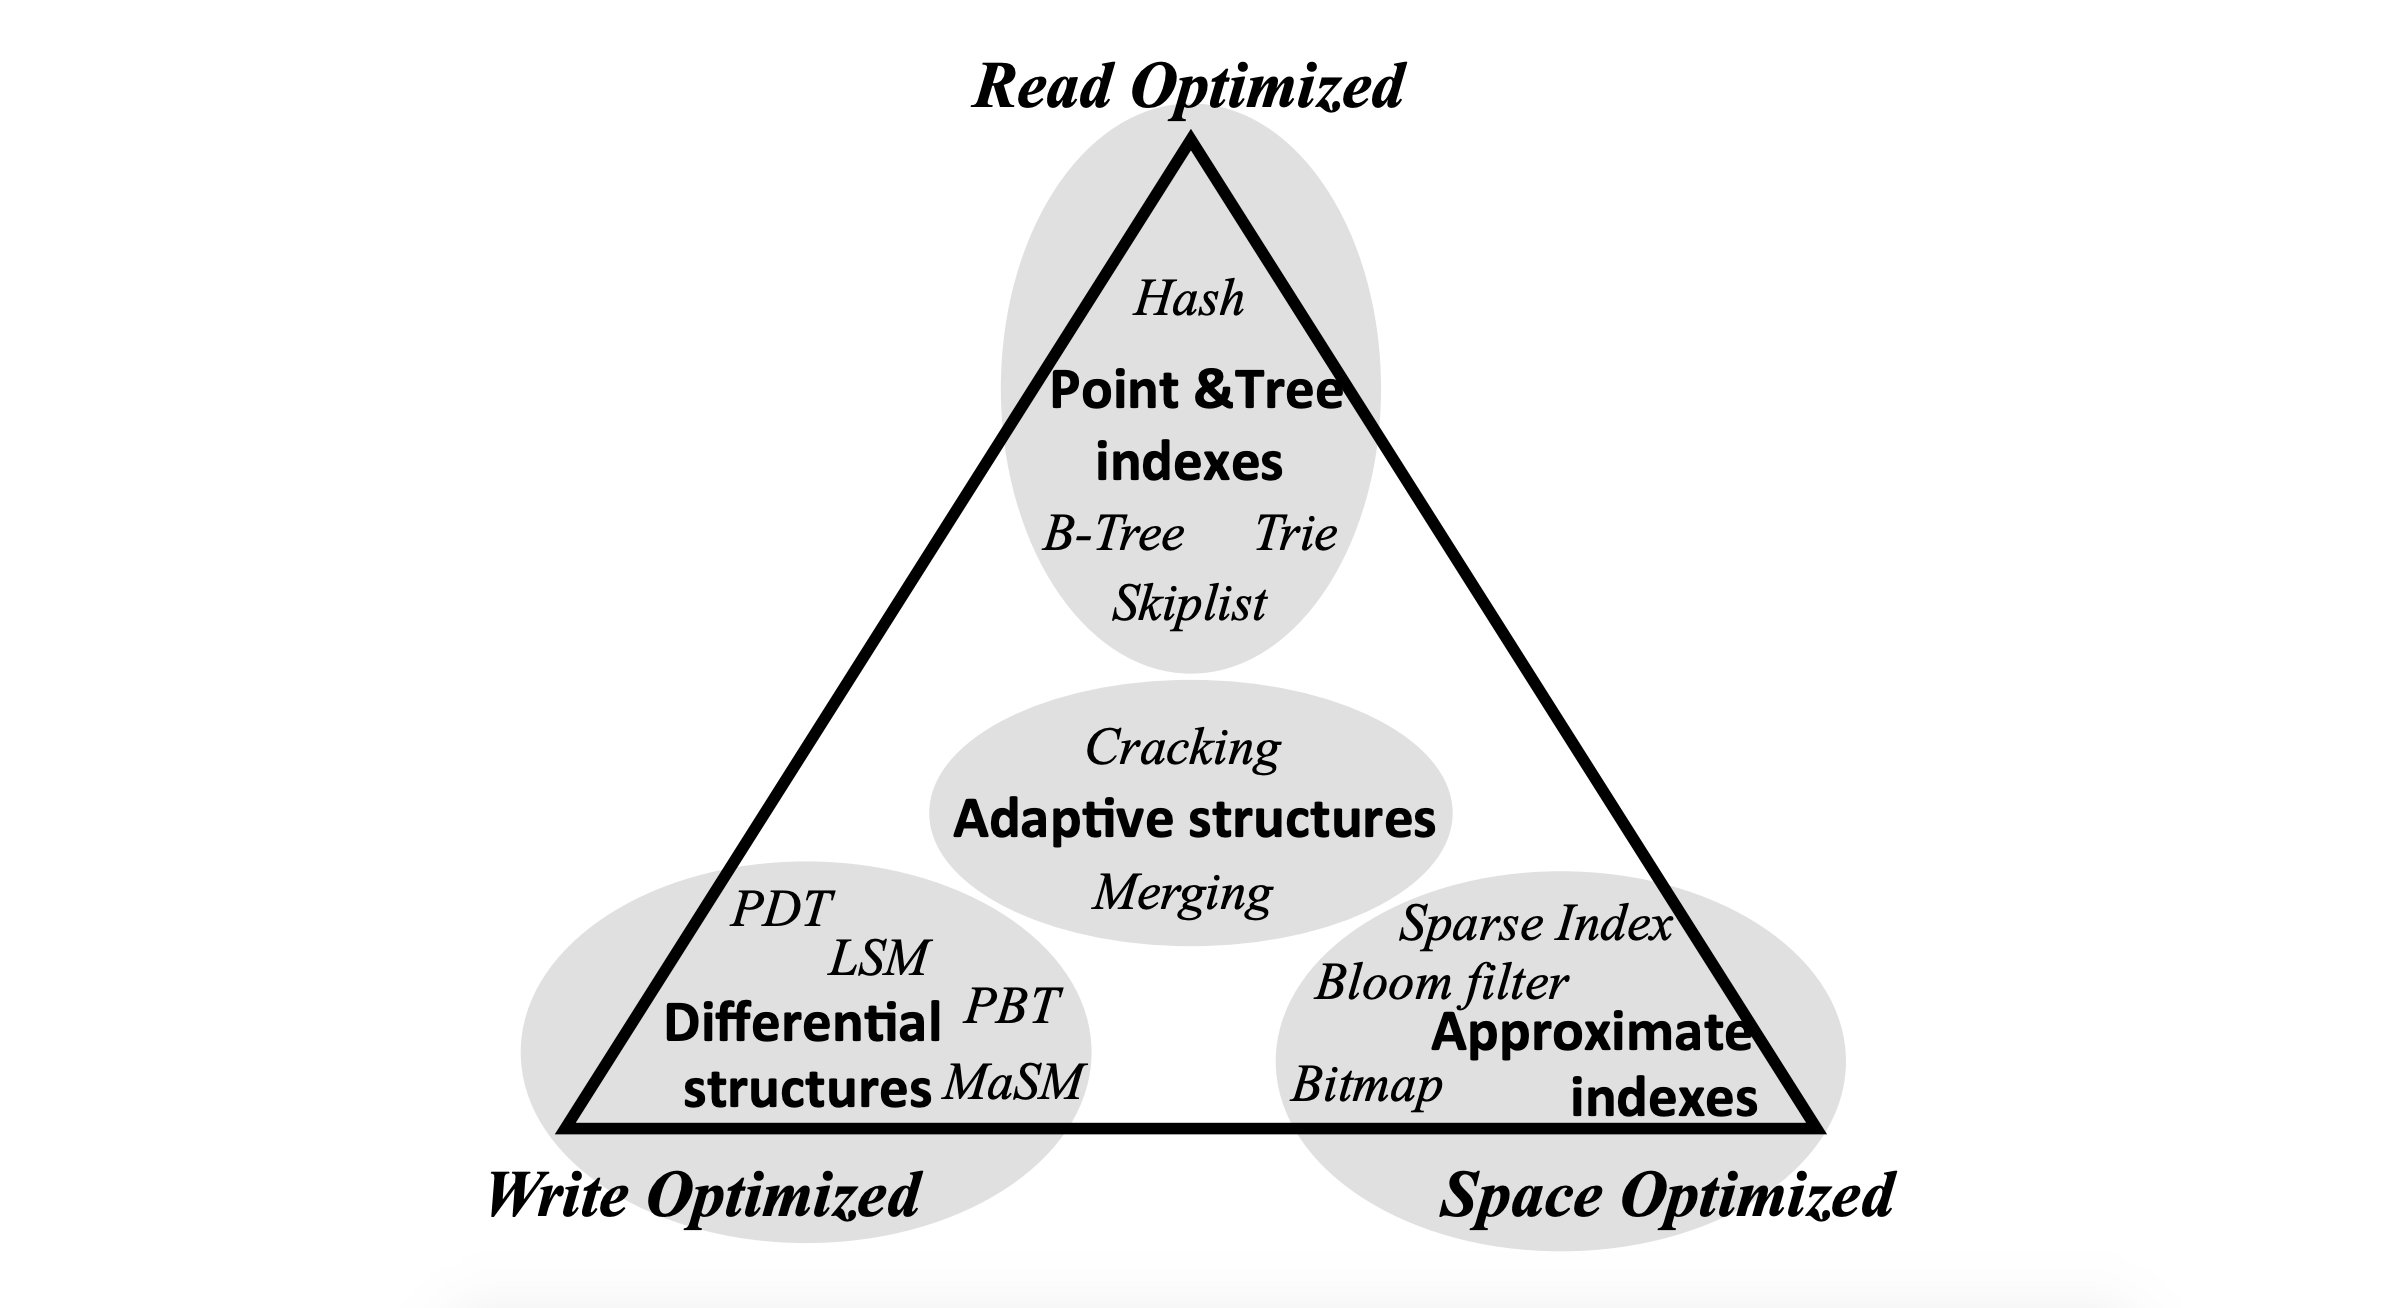 Read Optimized
Hash
Point &Tree
indexes
B-Tree Trie
Skiplist
Cracking
Adaptive structures
Merging
PDT
LSM
PBT
Differential
structures
MaSM
Sparse Index
Bloom filter
Approximate
Bitmap
indexes
Write Optimized
Space Optimized